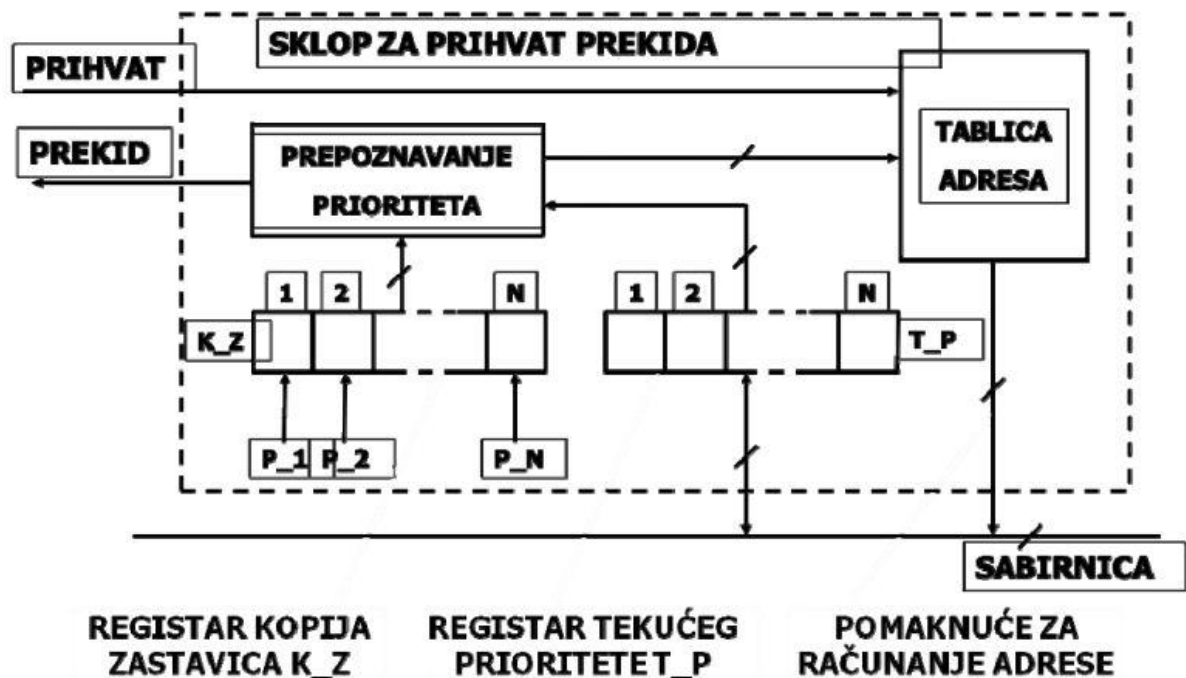 SKLOP ZA PRIHVAT PREKIDA
PRIHVAT
PREKID
PREPOZNAVANJE
PRIORITETA
TABLICA
ADRESA
1 2 N 1 2 N
K_Z T_P
P_1 P_2 P_N
SABIRNICA
REGISTAR KOPIJA
ZASTAVICA K_Z
REGISTAR TEKUĆEG
PRIORITETE T_P
POMAKNUĆE ZA
RAČUNANJE ADRESE